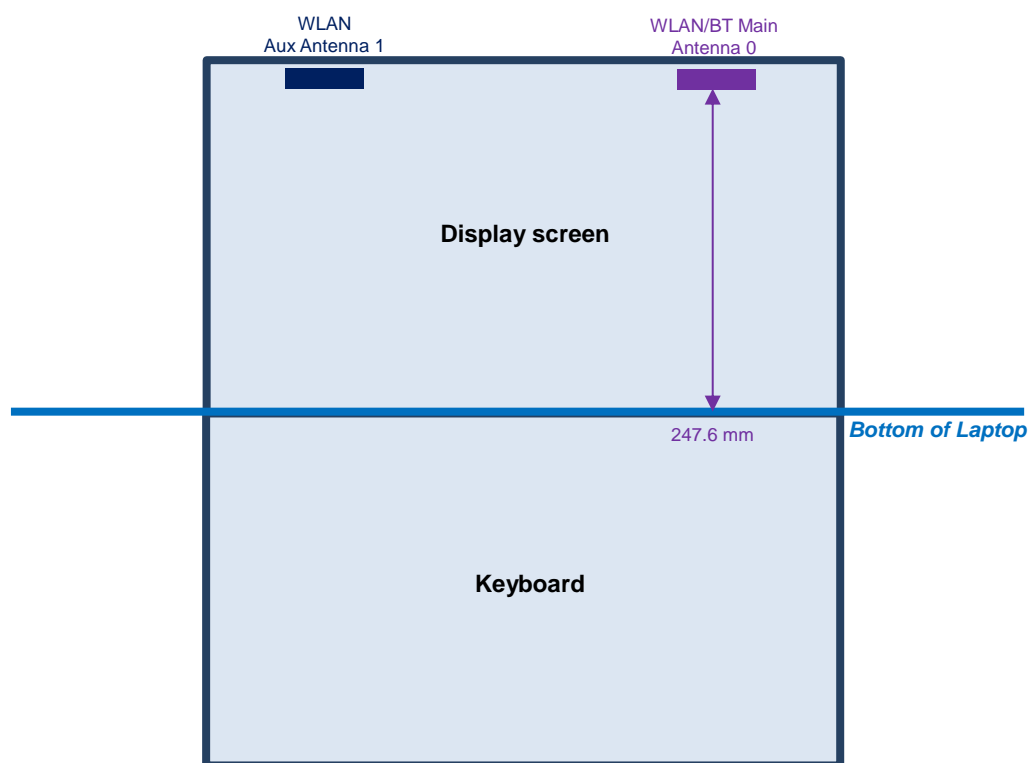 WLAN
Aux Antenna 1
WLAN/BT Main
Antenna 0
Display screen
247.6 mm
Bottom of Laptop
Keyboard